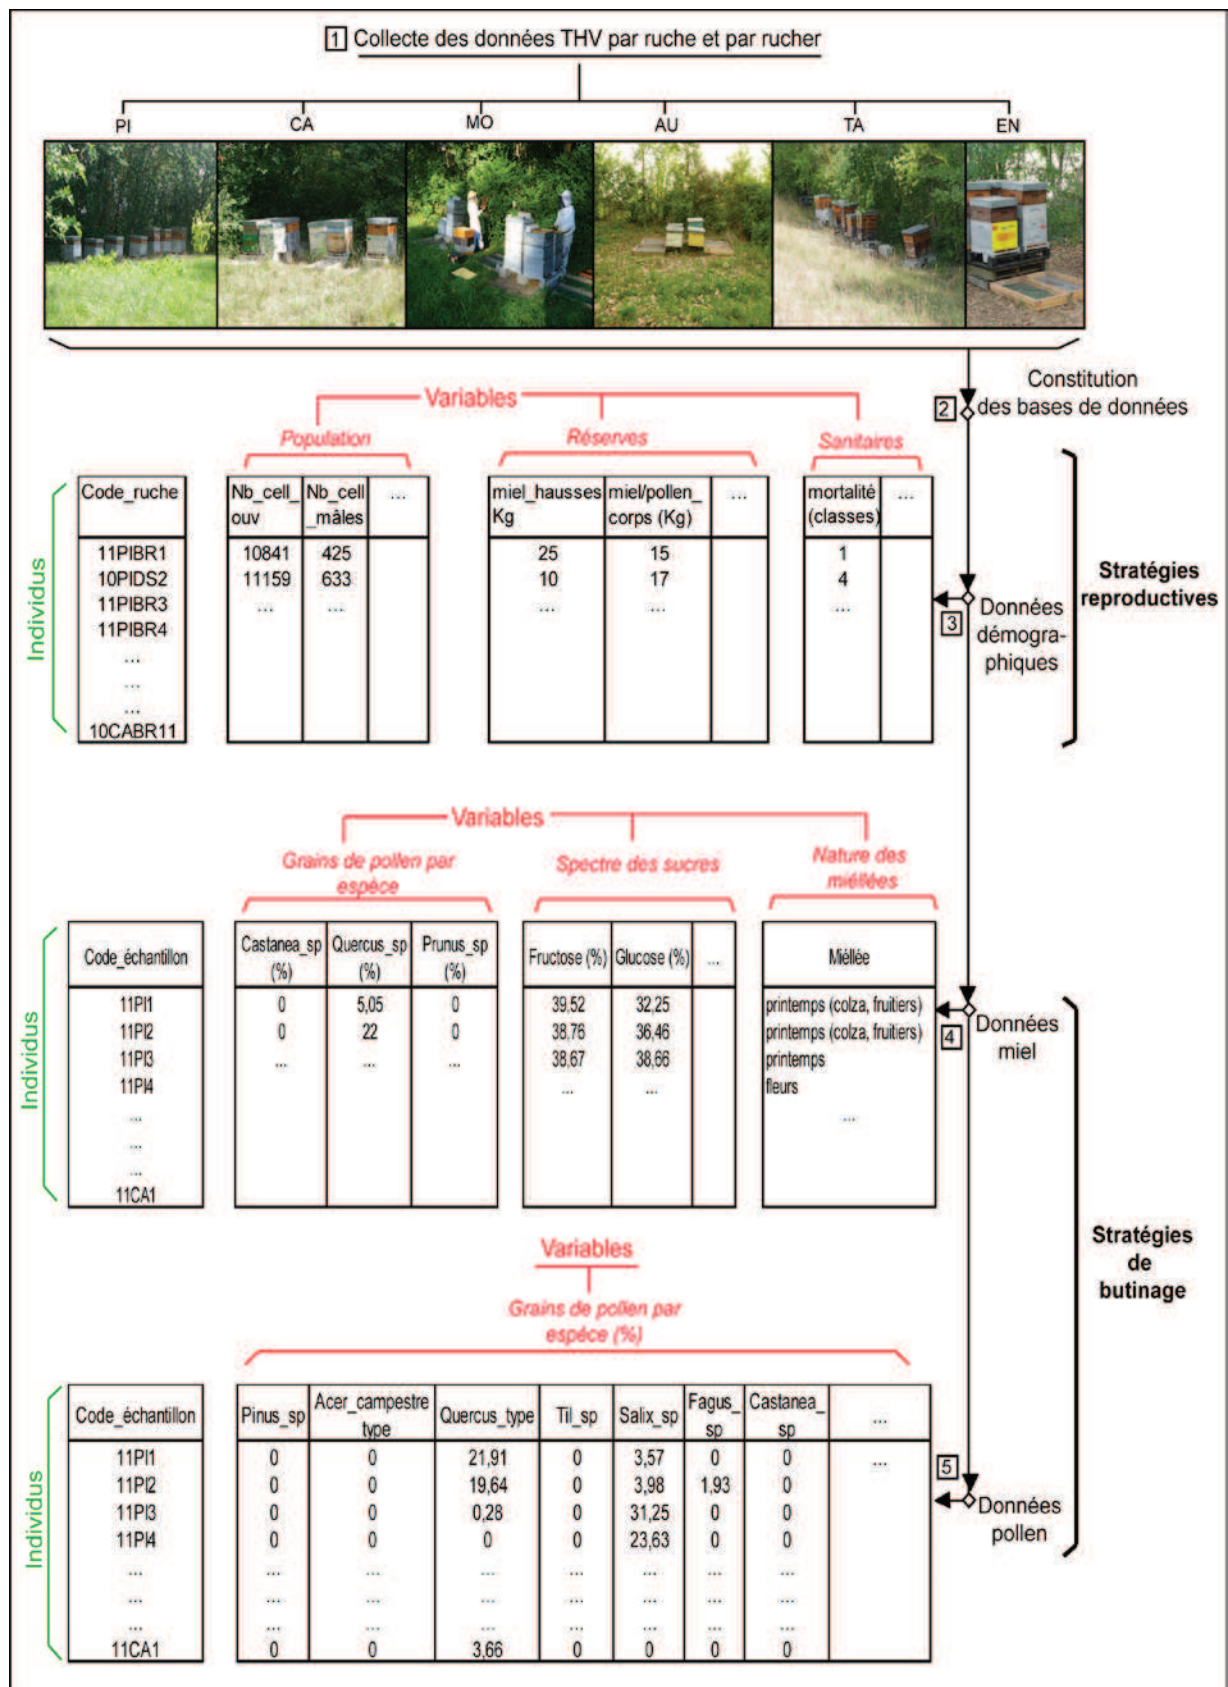 1 Collecte des données THV par ruche et par rucher
PI CA MO AU TA EN
Constitution
2 des bases de données
Variables
Population Réserves Sanitaires
Code_ruche Nb_cell_ouv Nb_cell_mâles ... miel_hausses Kg miel/pollen_corps (Kg) ... mortalité (classes) ...
11PIBR1 10841 425 25 15 1
10PIDS2 11159 633 10 17 4
11PIBR3 ... ... ... ... ...
11PIBR4
...
...
...
10CABR11
Individus
3 Données
démogra-
phiques
Stratégies
reproductives
Variables
Grains de pollen par
espèce
Spectre des sucres
Nature des
miéllées
Code_échantillon Castanea_sp (%) Quercus_sp (%) Prunus_sp (%) Fructose (%) Glucose (%) ... Miéllée
11PI1 0 5,05 0 39,52 32,25 printemps (colza, fruitiers)
11PI2 0 22 0 38,76 36,46 printemps (colza, fruitiers)
11PI3 ... ... ... 38,67 38,66 printemps
11PI4 ... ... fleurs
... ...
...
...
11CA1
Individus
4 Données
miel
Variables
Grains de pollen par
espéce (%)
Code_échantillon Pinus_sp Acer_campestre type Quercus_type Til_sp Salix_sp Fagus_sp Castanea_sp ...
11PI1 0 0 21,91 0 3,57 0 0 ...
11PI2 0 0 19,64 0 3,98 1,93 0
11PI3 0 0 0,28 0 31,25 0 0
11PI4 0 0 0 0 23,63 0 0
... ... ... ... ... ... ... ...
... ... ... ... ... ... ... ...
... ... ... ... ... ... ... ...
11CA1 0 0 3,66 0 0 0 0
Individus
5 Données
pollen
Stratégies
de
butinage